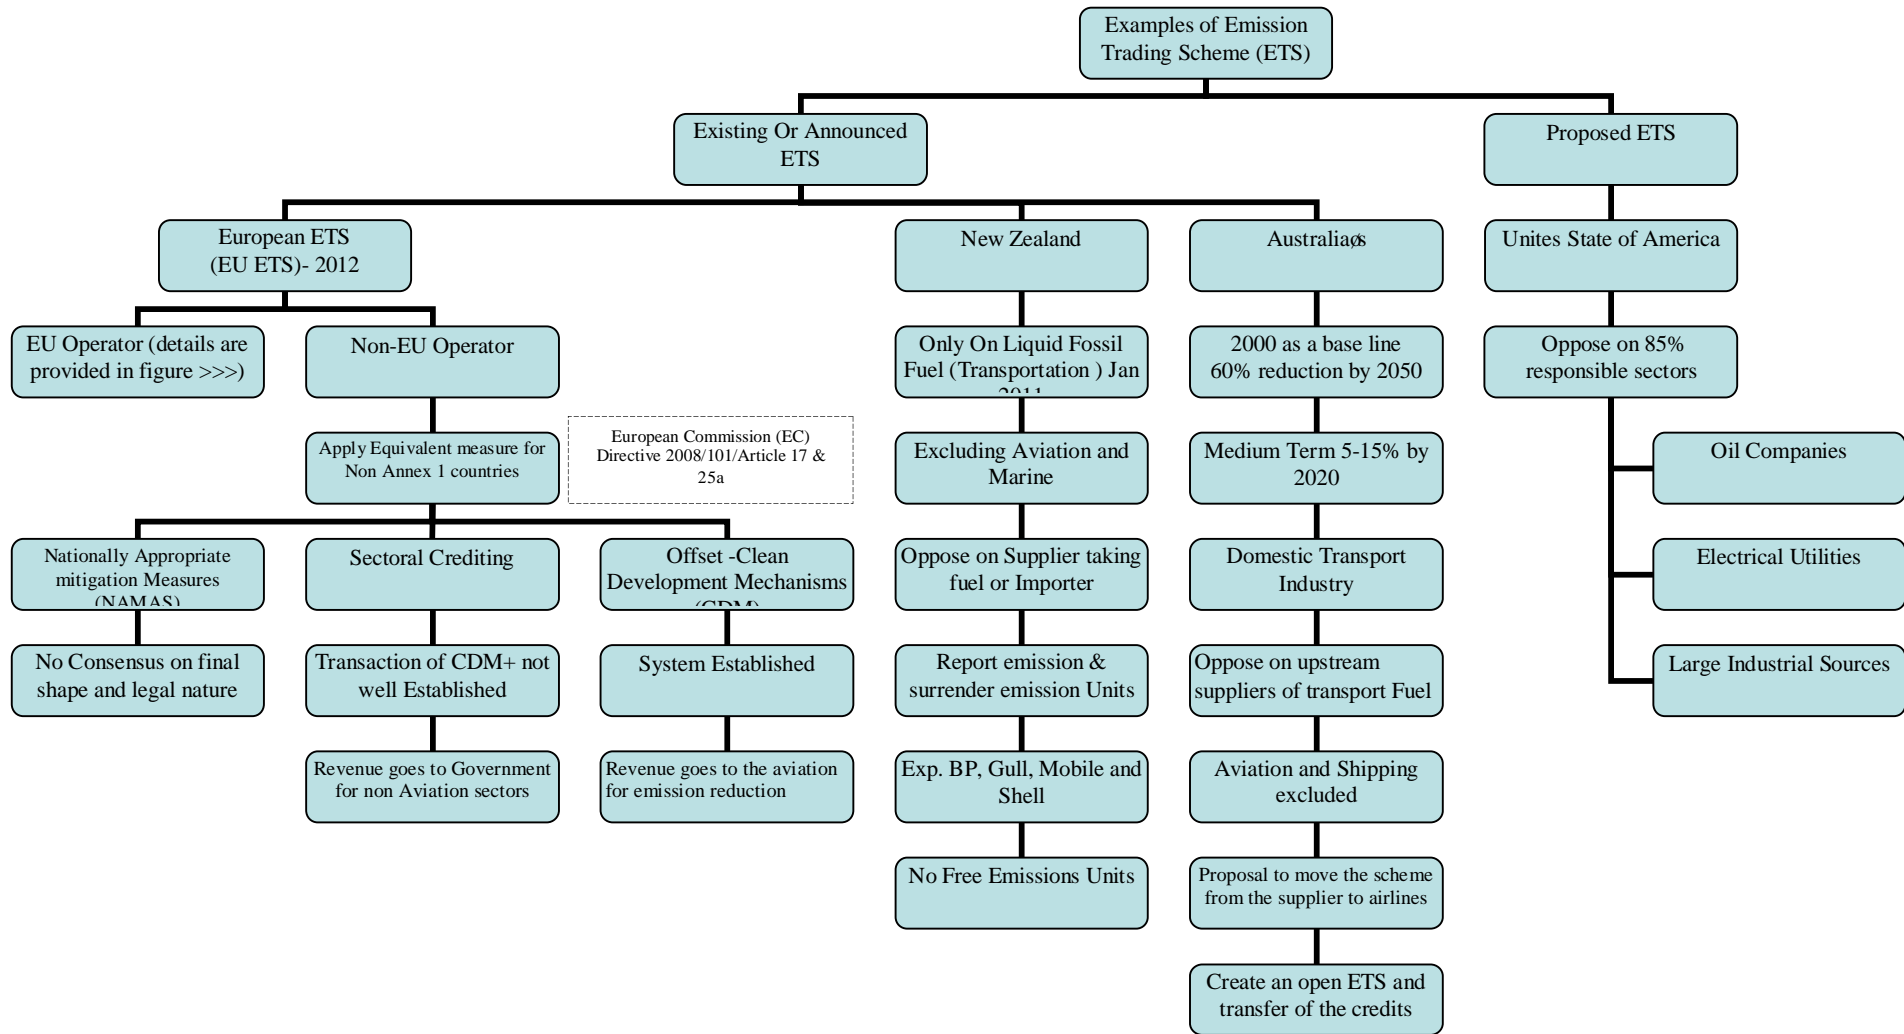 Examples of Emission
Trading Scheme (ETS)
Existing Or Announced
ETS
Proposed ETS
European ETS
(EU ETS)- 2012
New Zealand
Australiaøs
Unites State of America
EU Operator (details are
provided in figure >>>)
Non-EU Operator
Only On Liquid Fossil
Fuel (Transportation ) Jan
2011
2000 as a base line
60% reduction by 2050
Oppose on 85%
responsible sectors
Apply Equivalent measure for
Non Annex 1 countries
European Commission (EC)
Directive 2008/101/Article 17 &
25a
Excluding Aviation and
Marine
Medium Term 5-15% by
2020
Oil Companies
Nationally Appropriate
mitigation Measures
(NAMAS)
Sectoral Crediting
Offset -Clean
Development Mechanisms
(CDM)
Oppose on Supplier taking
fuel or Importer
Domestic Transport
Industry
Electrical Utilities
No Consensus on final
shape and legal nature
Transaction of CDM+ not
well Established
System Established
Report emission &
surrender emission Units
Oppose on upstream
suppliers of transport Fuel
Large Industrial Sources
Revenue goes to Government
for non Aviation sectors
Revenue goes to the aviation
for emission reduction
Exp. BP, Gull, Mobile and
Shell
Aviation and Shipping
excluded
No Free Emissions Units
Proposal to move the scheme
from the supplier to airlines
Create an open ETS and
transfer of the credits